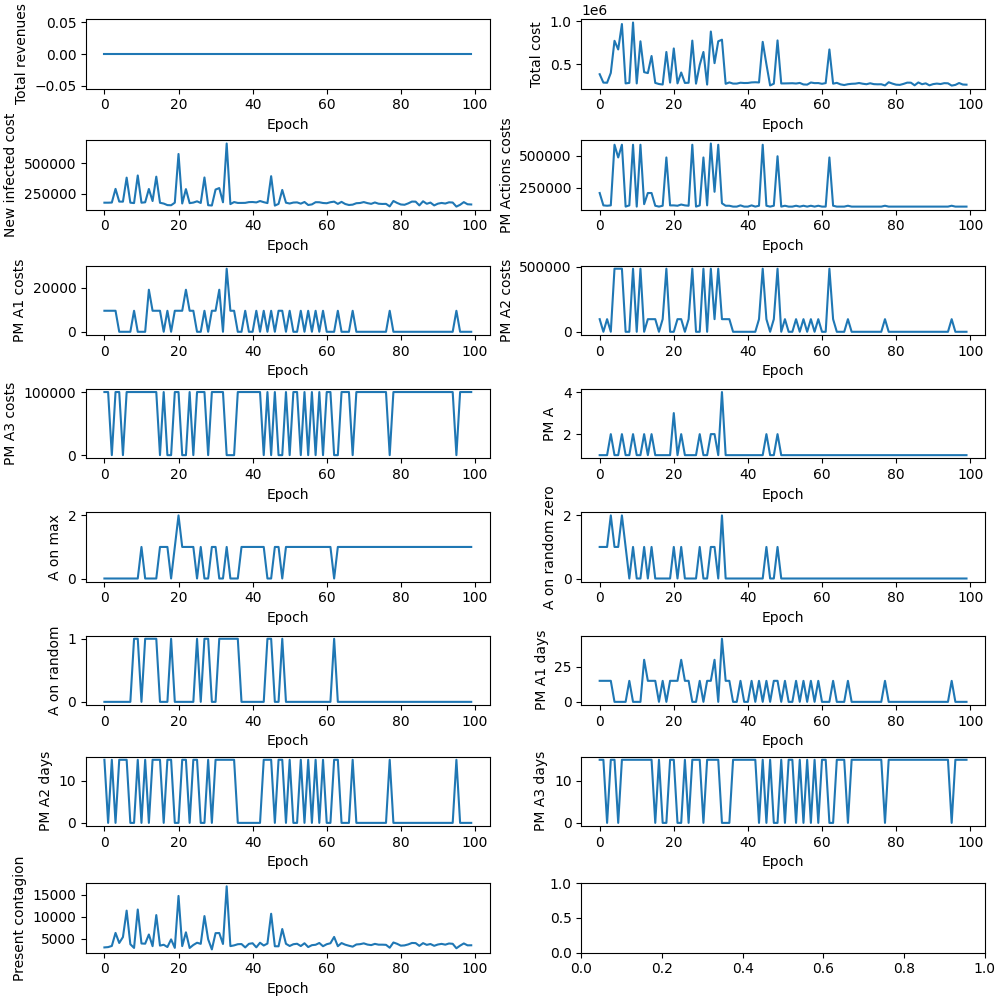 Total revenues
0.05
0.00
−0.05
0 20 40 60 80 100
Epoch
1e6
Total cost
1.0
0.5
0 20 40 60 80 100
Epoch
New infected cost
500000
250000
0 20 40 60 80 100
Epoch
PM Actions costs
500000
250000
0 20 40 60 80 100
Epoch
PM A1 costs
20000
0
0 20 40 60 80 100
Epoch
PM A2 costs
500000
0
0 20 40 60 80 100
Epoch
PM A3 costs
100000
0
0 20 40 60 80 100
Epoch
PM A
4
2
0 20 40 60 80 100
Epoch
A on max
2
0
0 20 40 60 80 100
Epoch
A on random zero
2
0
0 20 40 60 80 100
Epoch
A on random
1
0
0 20 40 60 80 100
Epoch
PM A1 days
25
0
0 20 40 60 80 100
Epoch
PM A2 days
10
0
0 20 40 60 80 100
Epoch
PM A3 days
10
0
0 20 40 60 80 100
Epoch
Present contagion
15000
10000
5000
0 20 40 60 80 100
Epoch
1.0
0.5
0.0
0.0 0.2 0.4 0.6 0.8 1.0